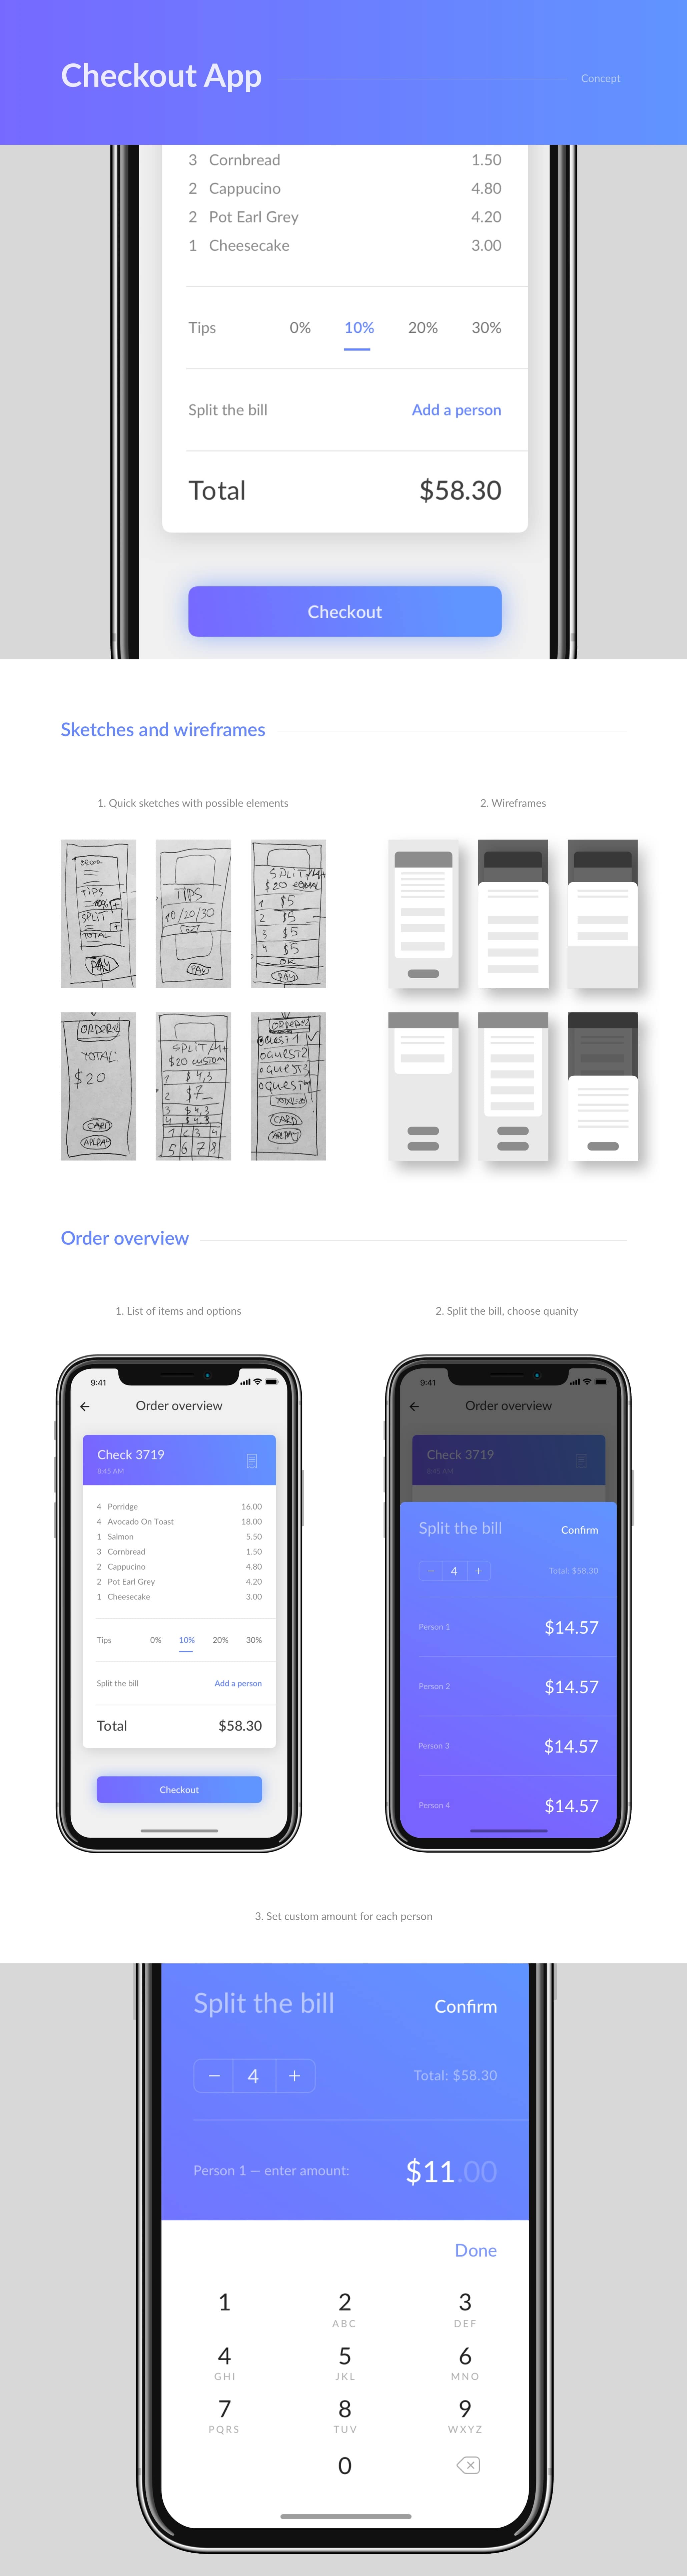 Checkout App
Concept
3 Cornbread 1.50
2 Cappucino 4.80
2 Pot Earl Grey 4.20
1 Cheesecake 3.00
Tips 0% 10% 20% 30%
Split the bill Add a person
Total $58.30
Checkout
Sketches and wireframes
1. Quick sketches with possible elements
2. Wireframes
ORDER
TIPS
10%
SPLIT
TOTAL
PAY
TIPS
10/20/30
PAY
SPLIT
$20 EQUAL
1 $5
2 $5
3 $5
4 $5
OK
PAY
ORDER
TOTAL:
$20
CARD
APLPAY
SPLIT
$20 CUSTOM
1 $4,3
2 $7_
3 $4,3
4 $4,3
5 6 7 8
ORDER
GUEST1
GUEST2
GUEST3
GUEST4
CARD
APLPAY
Order overview
1. List of items and options
2. Split the bill, choose quanity
9:41
Order overview
Check 3719
8:45 AM
4 Porridge 16.00
4 Avocado On Toast 18.00
1 Salmon 5.50
3 Cornbread 1.50
2 Cappucino 4.80
2 Pot Earl Grey 4.20
1 Cheesecake 3.00
Tips 0% 10% 20% 30%
Split the bill Add a person
Total $58.30
Checkout
9:41
Order overview
Check 3719
8:45 AM
Split the bill Confirm
− 4 + Total: $58.30
Person 1 $14.57
Person 2 $14.57
Person 3 $14.57
Person 4 $14.57
3. Set custom amount for each person
Split the bill Confirm
− 4 + Total: $58.30
Person 1 — enter amount: $11.00
Done
1 2 3
ABC DEF
4 5 6
GHI JKL MNO
7 8 9
PQRS TUV WXYZ
0